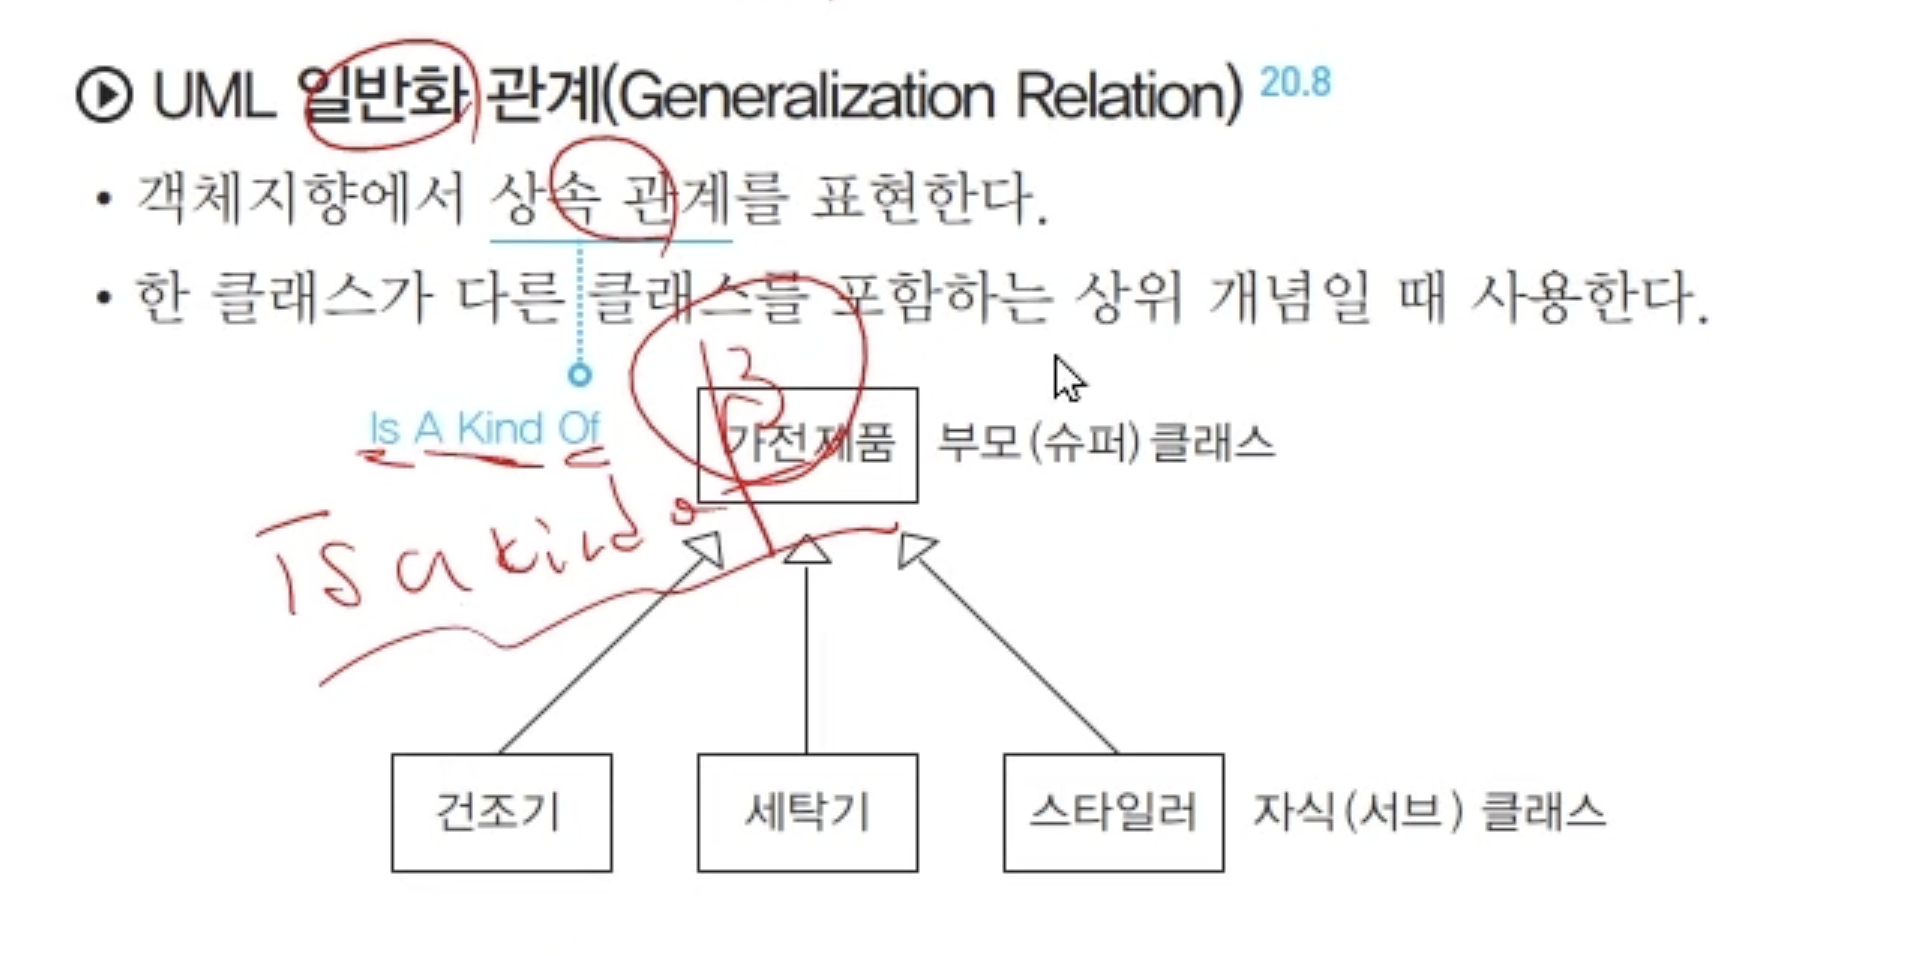 UML 일반화 관계(Generalization Relation) 20.8
• 객체지향에서 상속 관계를 표현한다.
• 한 클래스가 다른 클래스를 포함하는 상위 개념일 때 사용한다.
Is A Kind Of
가전제품 부모(슈퍼) 클래스
Is a kind o
건조기 세탁기 스타일러 자식(서브) 클래스